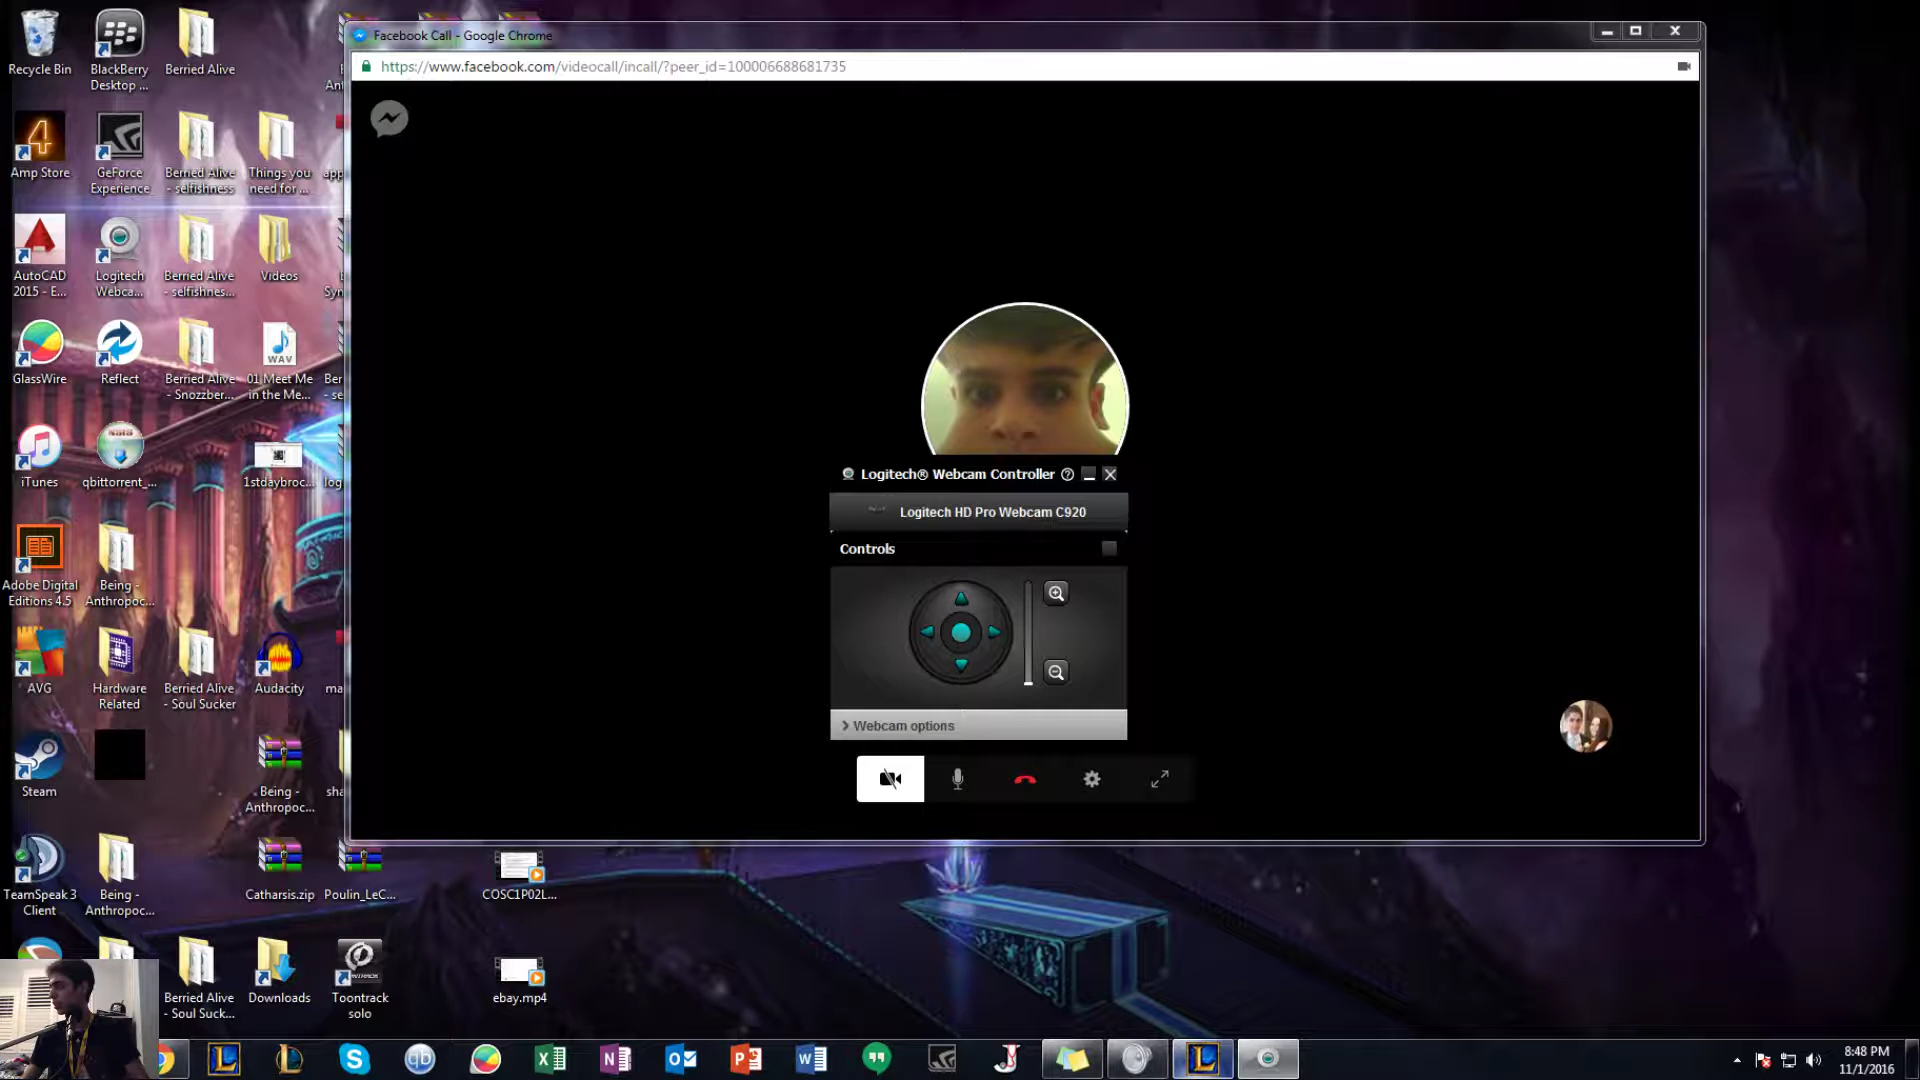 Facebook Call - Google Chrome
https://www.facebook.com/videocall/incall/?peer_id=100006688681735
Recycle Bin
BlackBerry
Desktop ...
Berried Alive
Amp Store
GeForce
Experience
Berried Alive
- selfishness
Things you
need for ...
AutoCAD
2015 - E...
Logitech
Webca...
Berried Alive
- selfishnes...
Videos
GlassWire
Reflect
Berried Alive
- Snozzber...
WAV
01 Meet Me
in the Me...
iTunes
qbittorrent_...
1stdaybroc...
Adobe Digital
Editions 4.5
Being -
Anthropoc...
AVG
Hardware
Related
Berried Alive
- Soul Sucker
Audacity
Steam
Being -
Anthropoc...
TeamSpeak 3
Client
Being -
Anthropoc...
Catharsis.zip
Poulin_LeC...
COSC1P02L...
Berried Alive
- Soul Suck...
Downloads
Toontrack
solo
ebay.mp4
Logitech® Webcam Controller
Logitech HD Pro Webcam C920
Controls
Webcam options
8:48 PM
11/1/2016